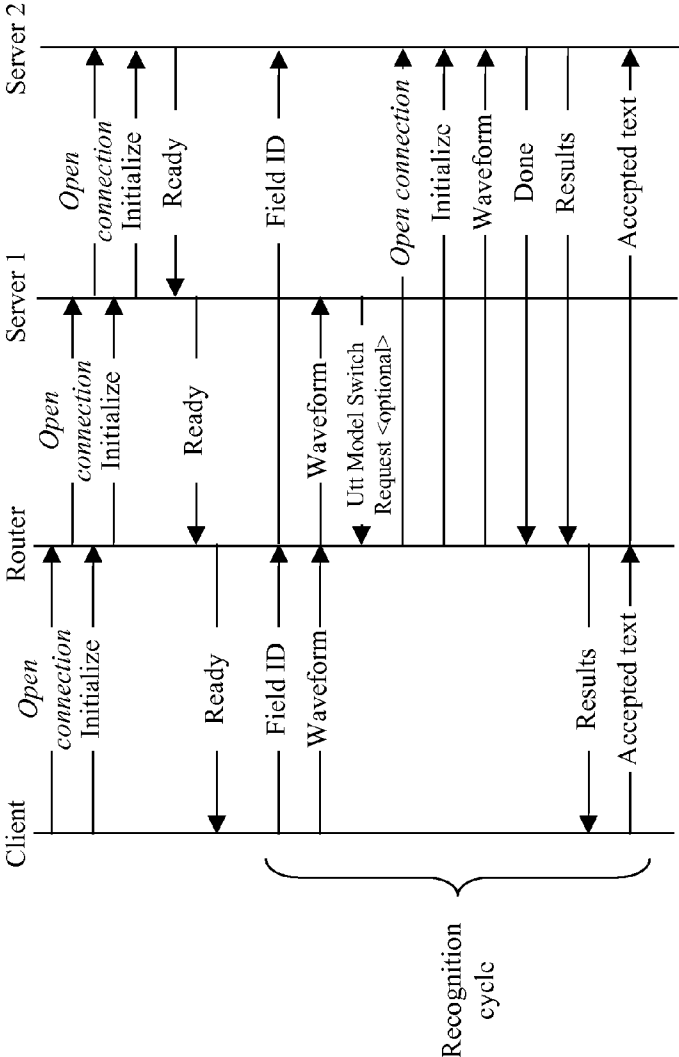 Client
Router
Server 1
Server 2
Open
connection
Open
connection
Open
connection
Initialize
Initialize
Initialize
Ready
Ready
Ready
Field ID
Field ID
Waveform
Waveform
Utt Model Switch
Request <optional>
Open connection
Initialize
Waveform
Done
Results
Results
Accepted text
Accepted text
Recognition
cycle